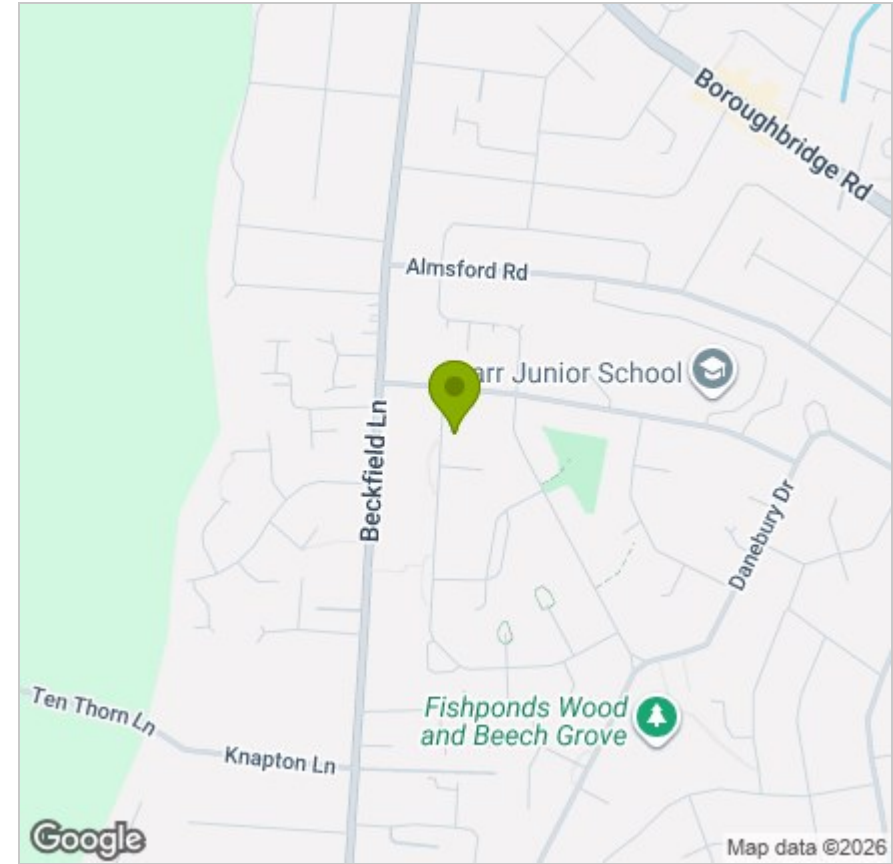 Boroughbridge Rd
Almsford Rd
arr Junior School
Beckfield Ln
Danebury Dr
Fishponds Wood
and Beech Grove
Ten Thorn Ln
Knapton Ln
Google
Map data ©2026